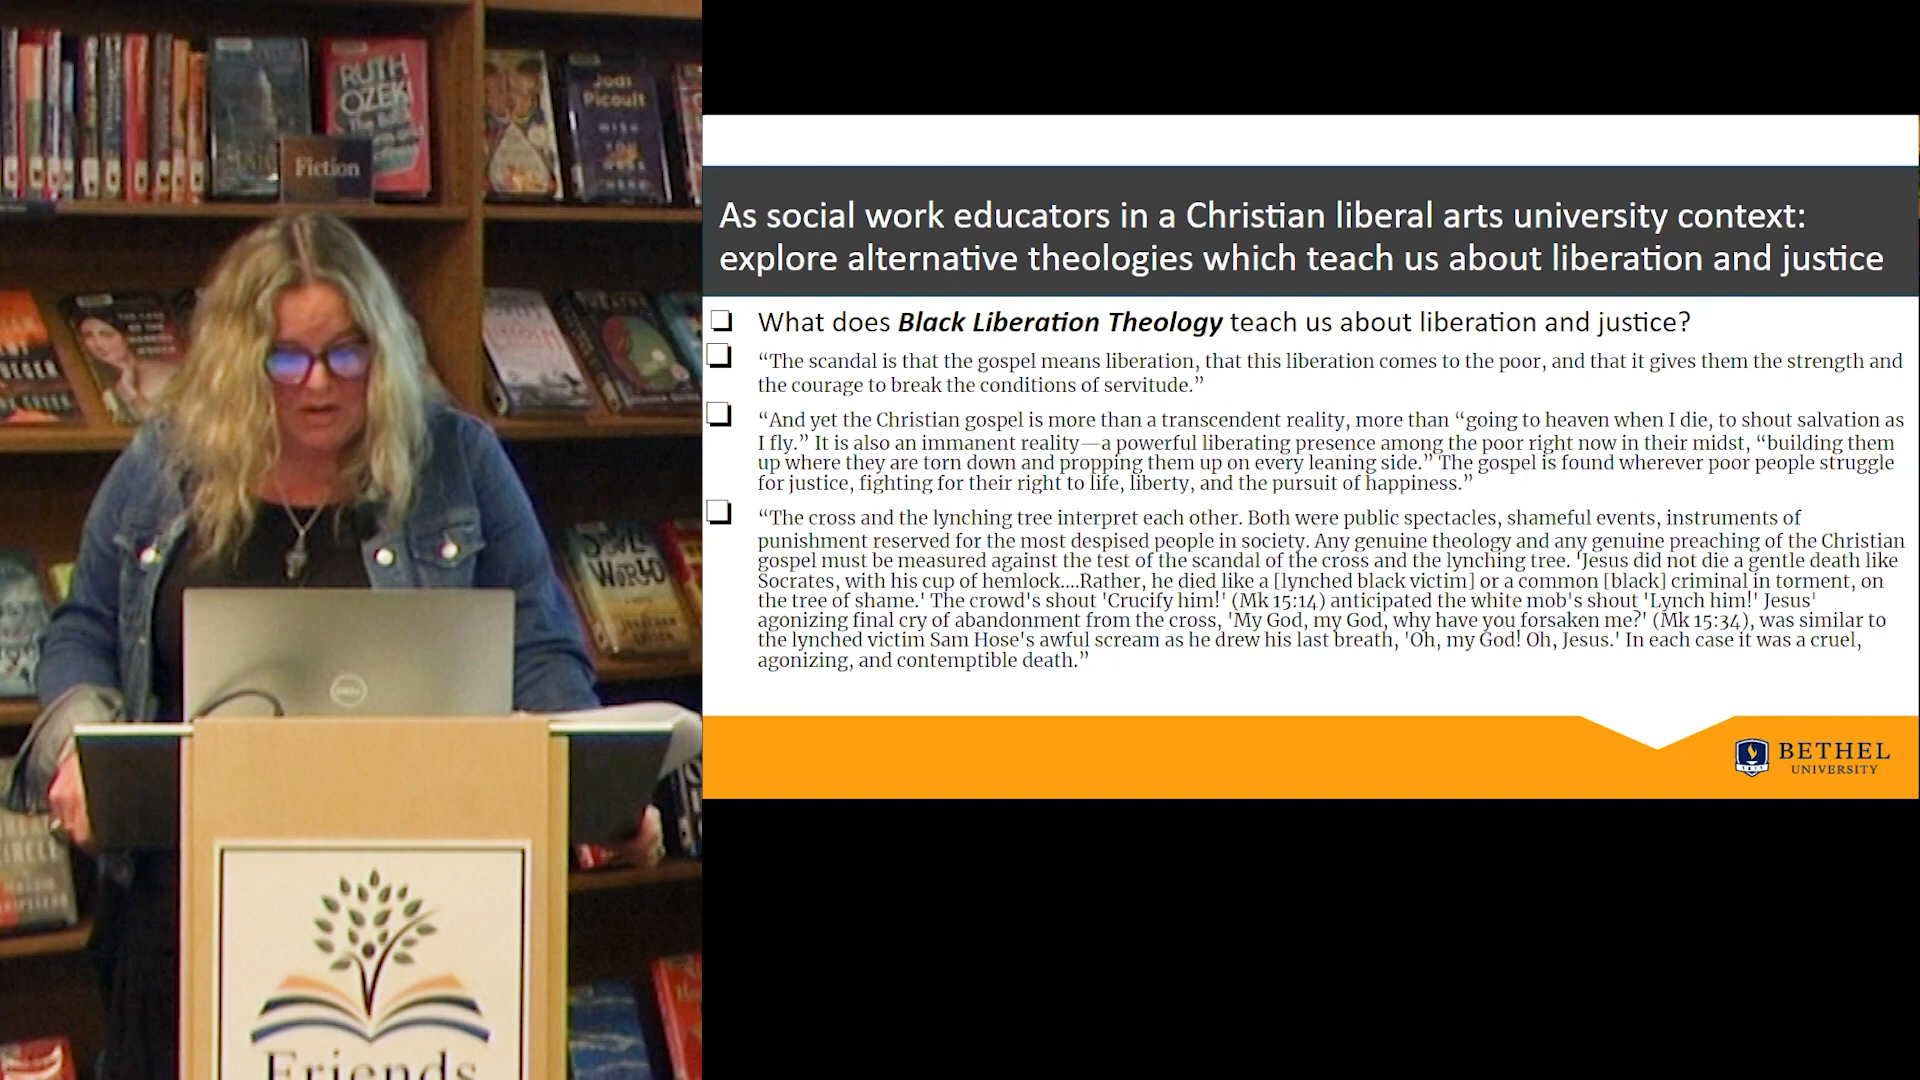 RUTH
OZEKI
Jodi
Picoult
WISH
YOU
WERE
HERE
Fiction
SOUL
WORLD
CIRCLE
DELL
Friends
As social work educators in a Christian liberal arts university context:
explore alternative theologies which teach us about liberation and justice
What does Black Liberation Theology teach us about liberation and justice?
“The scandal is that the gospel means liberation, that this liberation comes to the poor, and that it gives them the strength and
the courage to break the conditions of servitude.”
“And yet the Christian gospel is more than a transcendent reality, more than “going to heaven when I die, to shout salvation as
I fly.” It is also an immanent reality—a powerful liberating presence among the poor right now in their midst, “building them
up where they are torn down and propping them up on every leaning side.” The gospel is found wherever poor people struggle
for justice, fighting for their right to life, liberty, and the pursuit of happiness.”
“The cross and the lynching tree interpret each other. Both were public spectacles, shameful events, instruments of
punishment reserved for the most despised people in society. Any genuine theology and any genuine preaching of the Christian
gospel must be measured against the test of the scandal of the cross and the lynching tree. 'Jesus did not die a gentle death like
Socrates, with his cup of hemlock....Rather, he died like a [lynched black victim] or a common [black] criminal in torment, on
the tree of shame.' The crowd's shout 'Crucify him!' (Mk 15:14) anticipated the white mob's shout 'Lynch him!' Jesus'
agonizing final cry of abandonment from the cross, 'My God, my God, why have you forsaken me?' (Mk 15:34), was similar to
the lynched victim Sam Hose's awful scream as he drew his last breath, 'Oh, my God! Oh, Jesus.' In each case it was a cruel,
agonizing, and contemptible death.”
BETHEL
UNIVERSITY